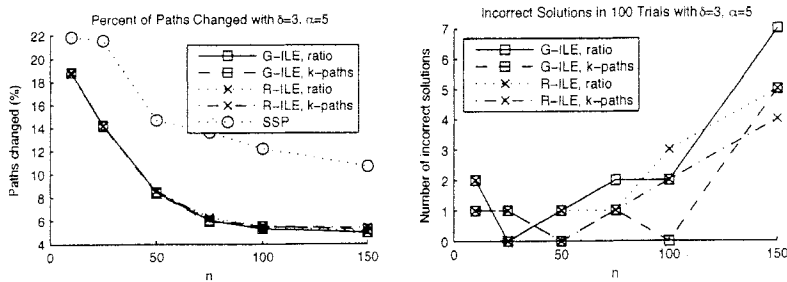 Percent of Paths Changed with δ=3, α=5
Paths changed (%)
22
20
18
16
14
12
10
8
6
4
0
50
100
150
n
G-ILE, ratio
G-ILE, k-paths
R-ILE, ratio
R-ILE, k-paths
SSP
Incorrect Solutions in 100 Trials with δ=3, α=5
Number of incorrect solutions
8
7
6
5
4
3
2
1
0
0
50
100
150
n
G-ILE, ratio
G-ILE, k-paths
R-ILE, ratio
R-ILE, k-paths